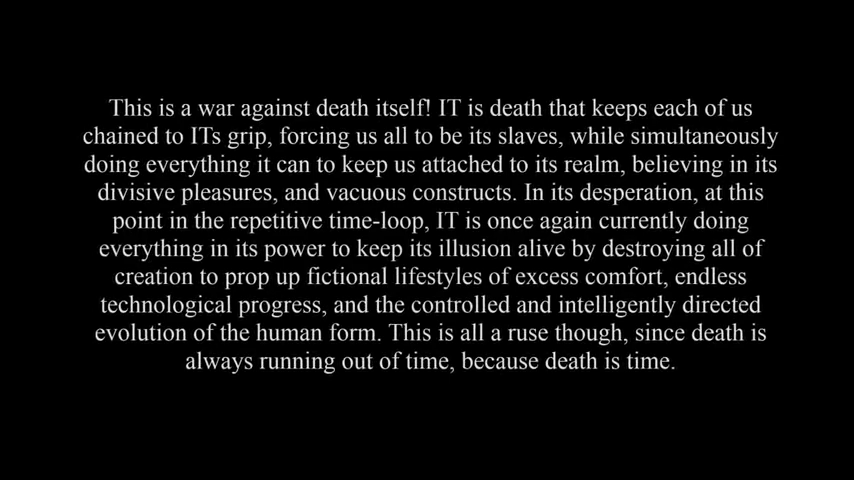 This is a war against death itself! IT is death that keeps each of us
chained to ITs grip, forcing us all to be its slaves, while simultaneously
doing everything it can to keep us attached to its realm, believing in its
divisive pleasures, and vacuous constructs. In its desperation, at this
point in the repetitive time-loop, IT is once again currently doing
everything in its power to keep its illusion alive by destroying all of
creation to prop up fictional lifestyles of excess comfort, endless
technological progress, and the controlled and intelligently directed
evolution of the human form. This is all a ruse though, since death is
always running out of time, because death is time.